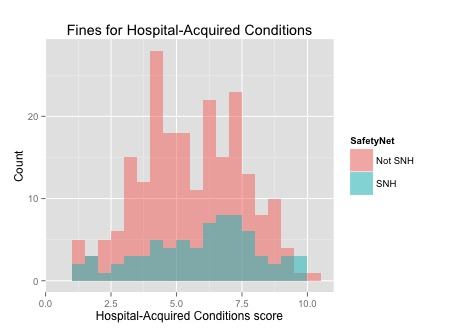 Fines for Hospital-Acquired Conditions
Count
20
10
0
0.0 2.5 5.0 7.5 10.0
Hospital-Acquired Conditions score
SafetyNet
Not SNH
SNH